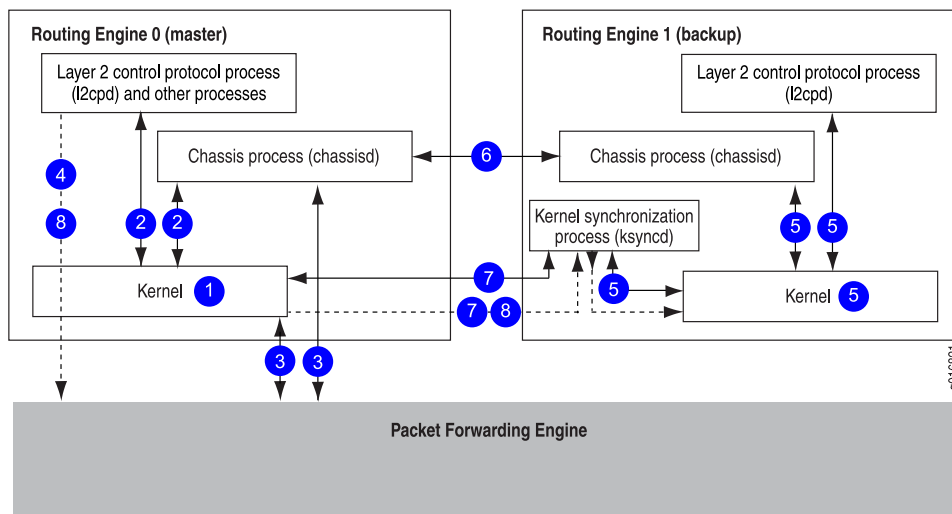 Routing Engine 0 (master)
Layer 2 control protocol process
(l2cpd) and other processes
Chassis process (chassisd)
4
8
2
2
Kernel 1
3
3
6
7
7 8
Routing Engine 1 (backup)
Layer 2 control protocol process
(l2cpd)
Chassis process (chassisd)
Kernel synchronization
process (ksyncd)
5
5
5
Kernel 5
Packet Forwarding Engine